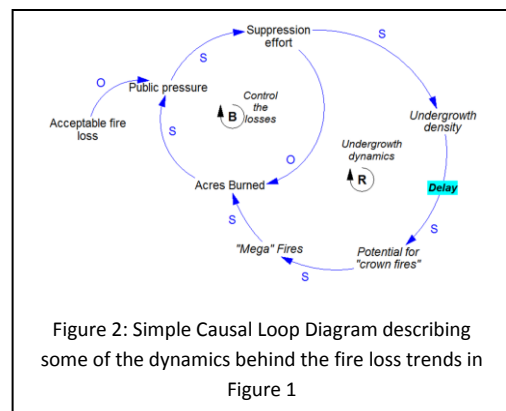 Suppression
effort
S
S
O
Public pressure
Control
the
losses
B
Acceptable fire
loss
S
Undergrowth
density
Undergrowth
dynamics
R
O
Delay
Acres Burned
S
S
"Mega" Fires
Potential for
"crown fires"
S
Figure 2: Simple Causal Loop Diagram describing
some of the dynamics behind the fire loss trends in
Figure 1